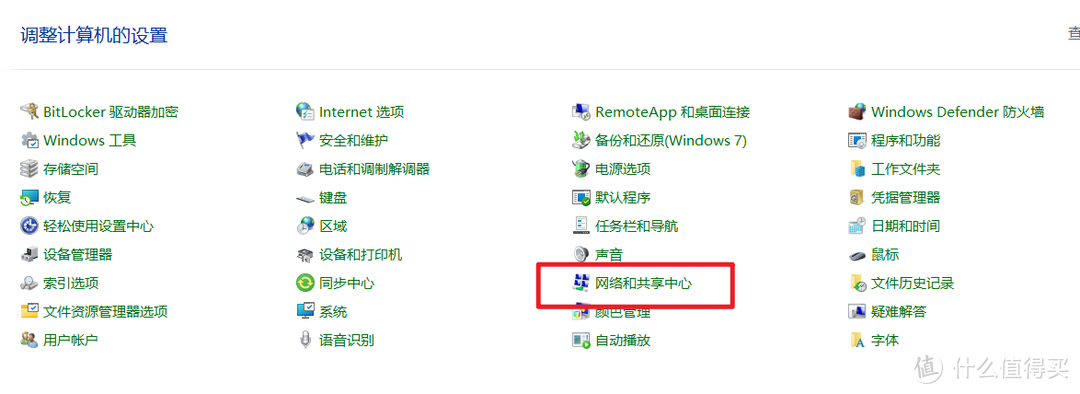 调整计算机的设置
查
BitLocker 驱动器加密
Internet 选项
RemoteApp 和桌面连接
Windows Defender 防火墙
Windows 工具
安全和维护
备份和还原(Windows 7)
程序和功能
存储空间
电话和调制解调器
电源选项
工作文件夹
恢复
键盘
默认程序
凭据管理器
轻松使用设置中心
区域
任务栏和导航
日期和时间
设备管理器
设备和打印机
声音
鼠标
索引选项
同步中心
网络和共享中心
文件历史记录
文件资源管理器选项
系统
颜色管理
疑难解答
用户帐户
语音识别
自动播放
字体
值 什么值得买